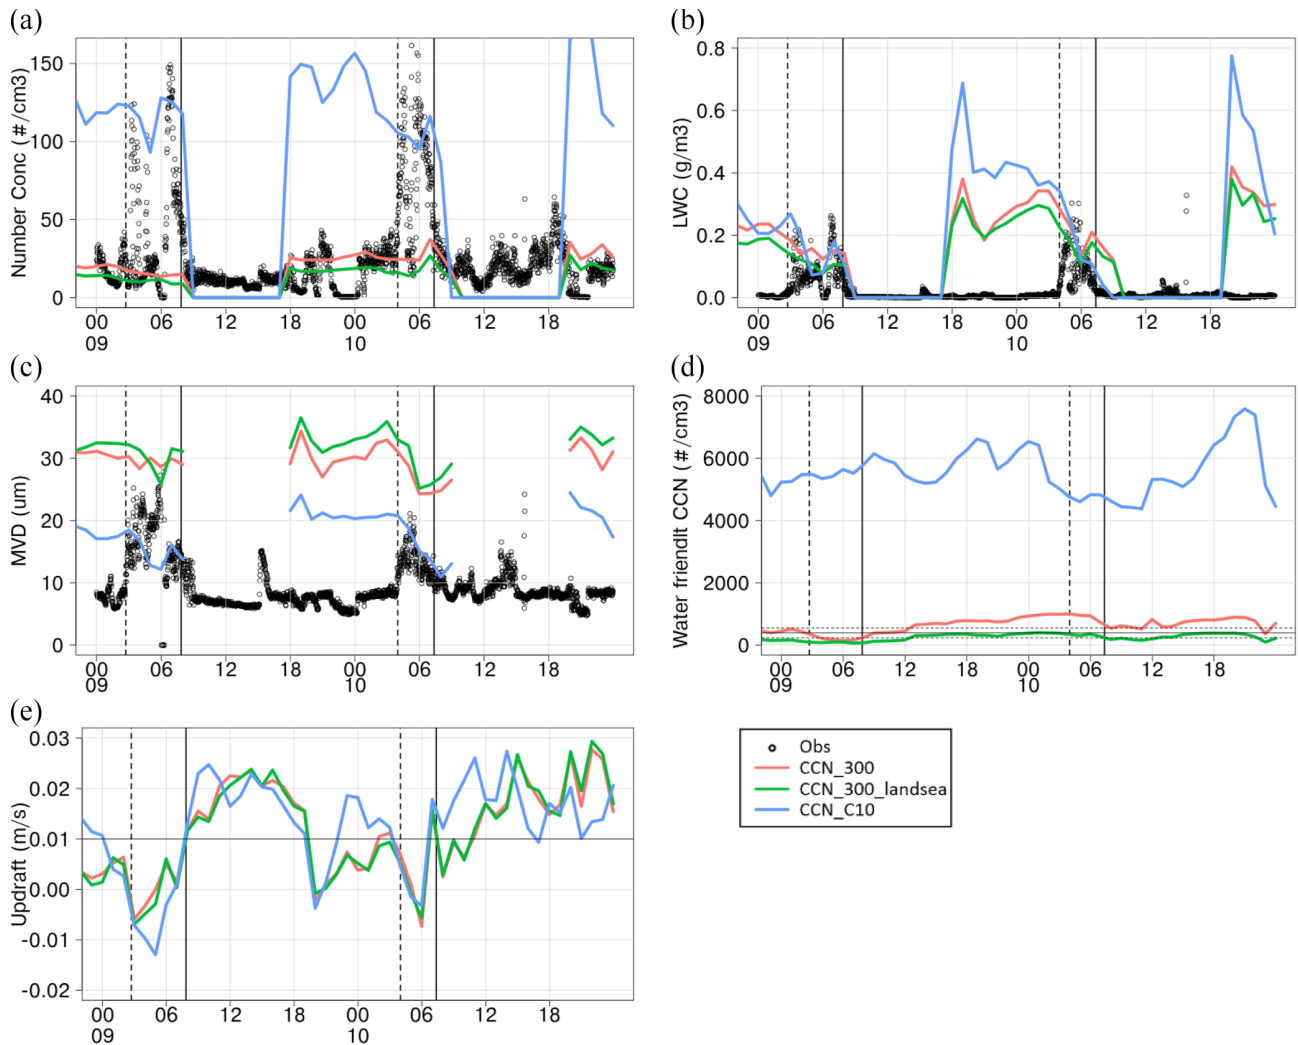 (a)
Number Conc (#/cm3)
150
100
50
0
00 06 12 18 00 06 12 18
09 10
(b)
LWC (g/m3)
0.8
0.6
0.4
0.2
0.0
00 06 12 18 00 06 12 18
09 10
(c)
MVD (um)
40
30
20
10
0
00 06 12 18 00 06 12 18
09 10
(d)
Water friendlt CCN (#/cm3)
8000
6000
4000
2000
0
00 06 12 18 00 06 12 18
09 10
(e)
Updraft (m/s)
0.03
0.02
0.01
0.00
-0.01
-0.02
00 06 12 18 00 06 12 18
09 10
Obs
CCN_300
CCN_300_landsea
CCN_C10